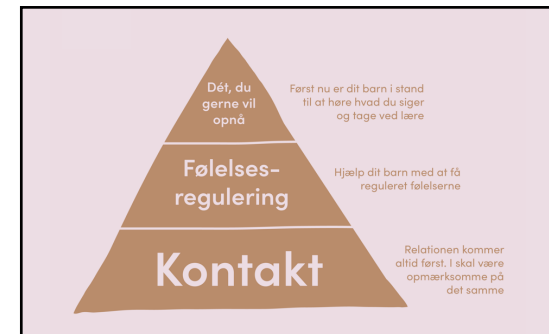 Dét, du
gerne vil
opnå
Først nu er dit barn i stand
til at høre hvad du siger
og tage ved lære
Følelses-
regulering
Hjælp dit barn med at få
reguleret følelserne
Kontakt
Relationen kommer
altid først. I skal være
opmærksomme på
det samme